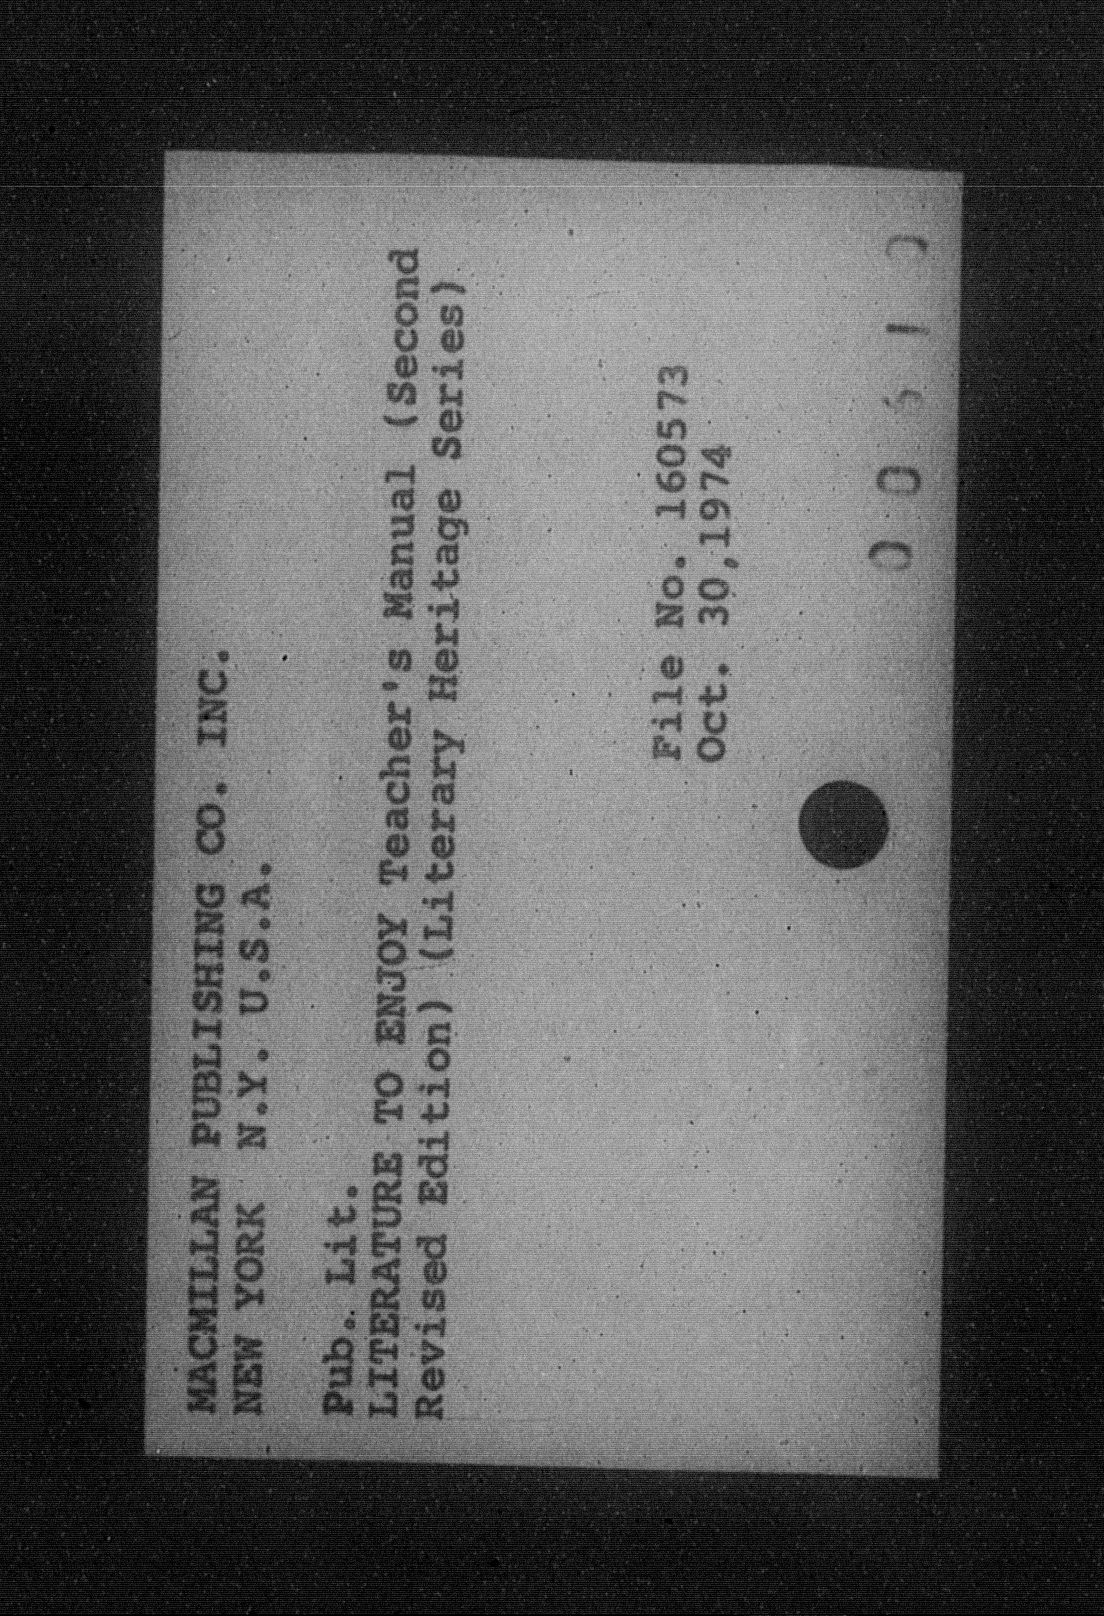 MACMILLAN PUBLISHING CO. INC.
NEW YORK N.Y. U.S.A.
Pub. Lit.
LITERATURE TO ENJOY Teacher's Manual (Second
Revised Edition) (Literary Heritage Series)
File No. 160573
Oct. 30,1974